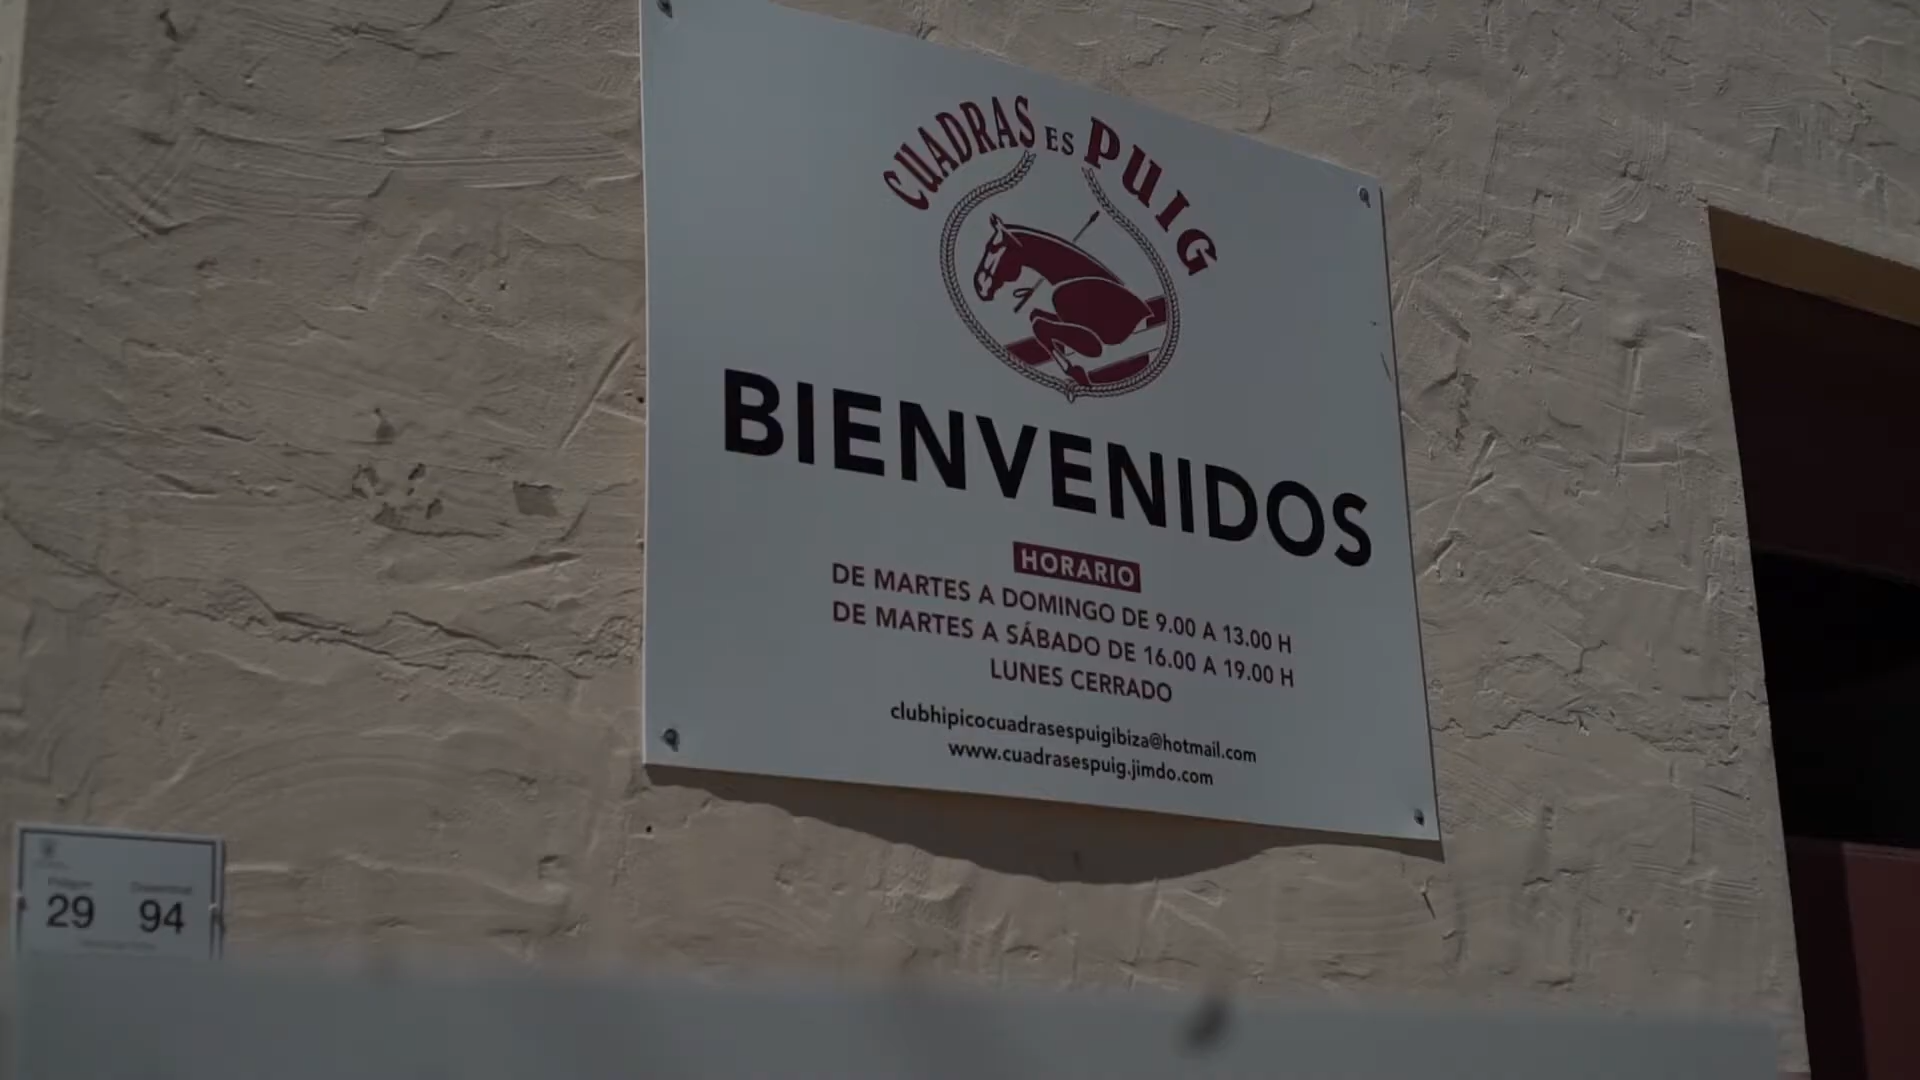 CUADRAS ES PUIG
BIENVENIDOS
HORARIO
DE MARTES A DOMINGO DE 9.00 A 13.00 H
DE MARTES A SÁBADO DE 16.00 A 19.00 H
LUNES CERRADO
clubhipicocuadrasespuigibiza@hotmail.com
www.cuadrasespuig.jimdo.com
29 94